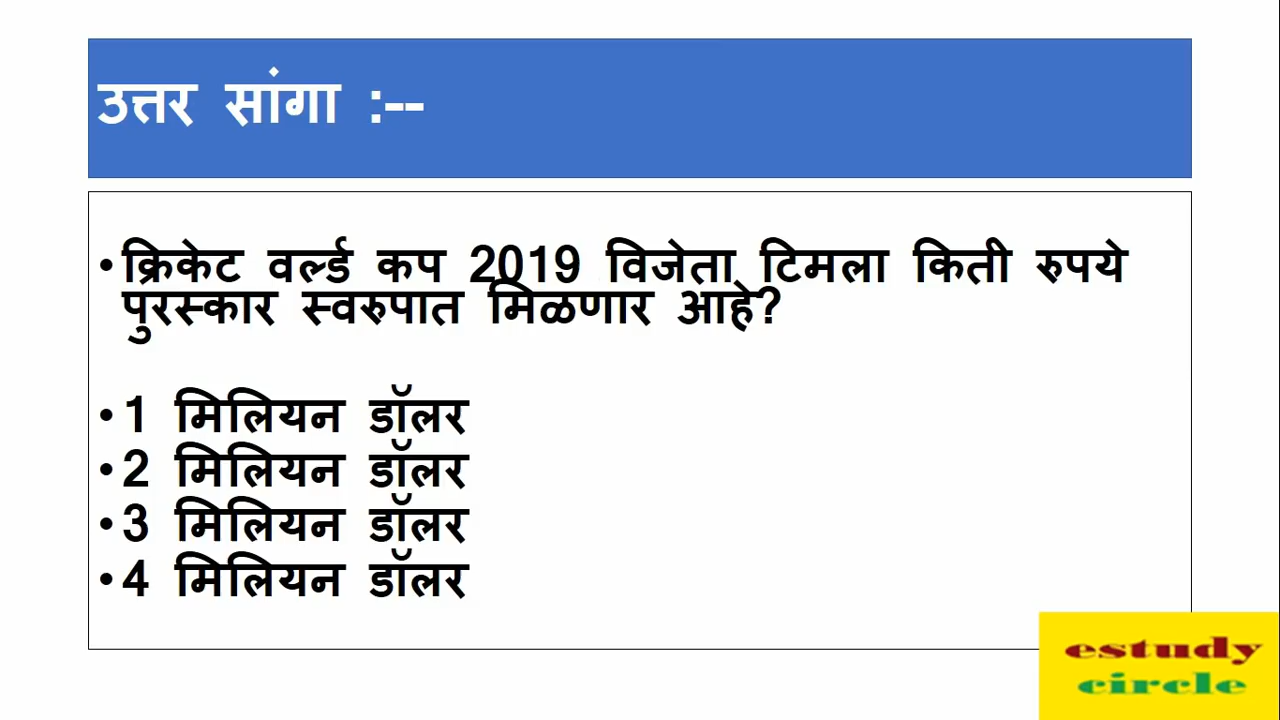 उत्तर सांगा :--
•क्रिकेट वर्ल्ड कप 2019 विजेता टिमला किती रुपये
पुरस्कार स्वरुपात मिळणार आहे?
•1 मिलियन डॉलर
•2 मिलियन डॉलर
•3 मिलियन डॉलर
•4 मिलियन डॉलर
estudy
circle